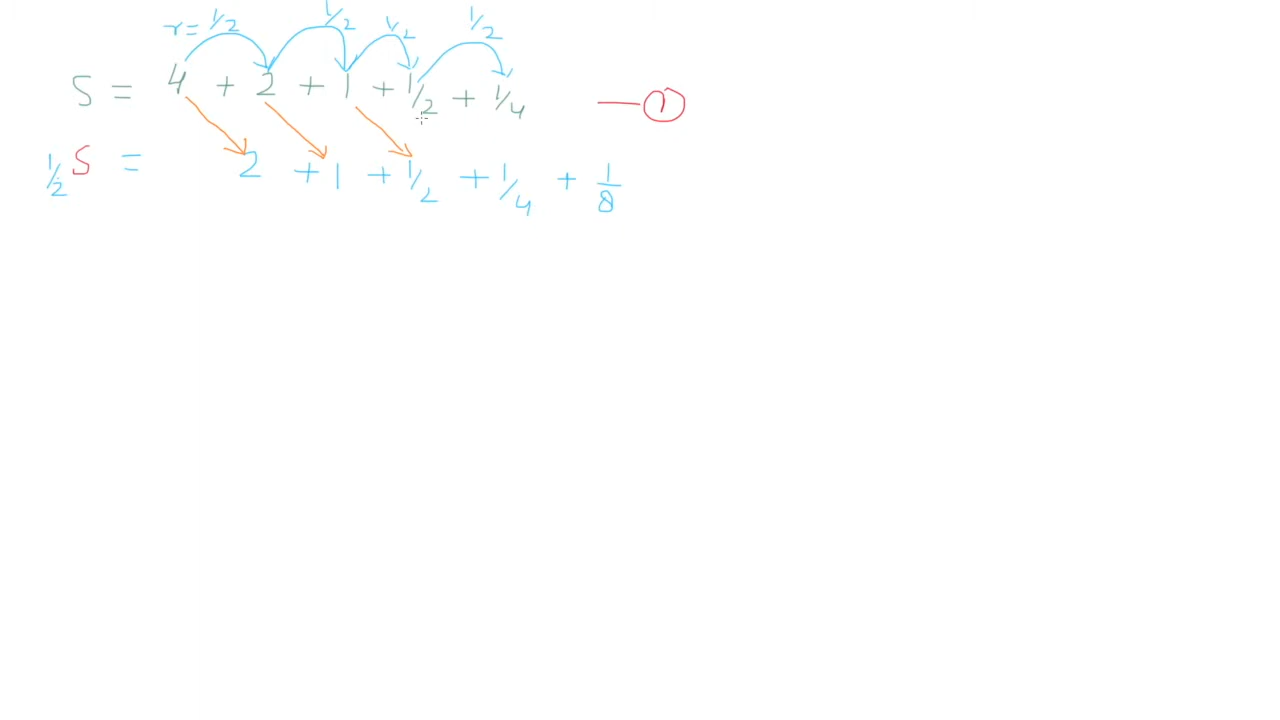 r = 1/2 1/2 1/2 1/2
S = 4 + 2 + 1 + 1/2 + 1/4 — ①
1/2 S = 2 + 1 + 1/2 + 1/4 + 1/8